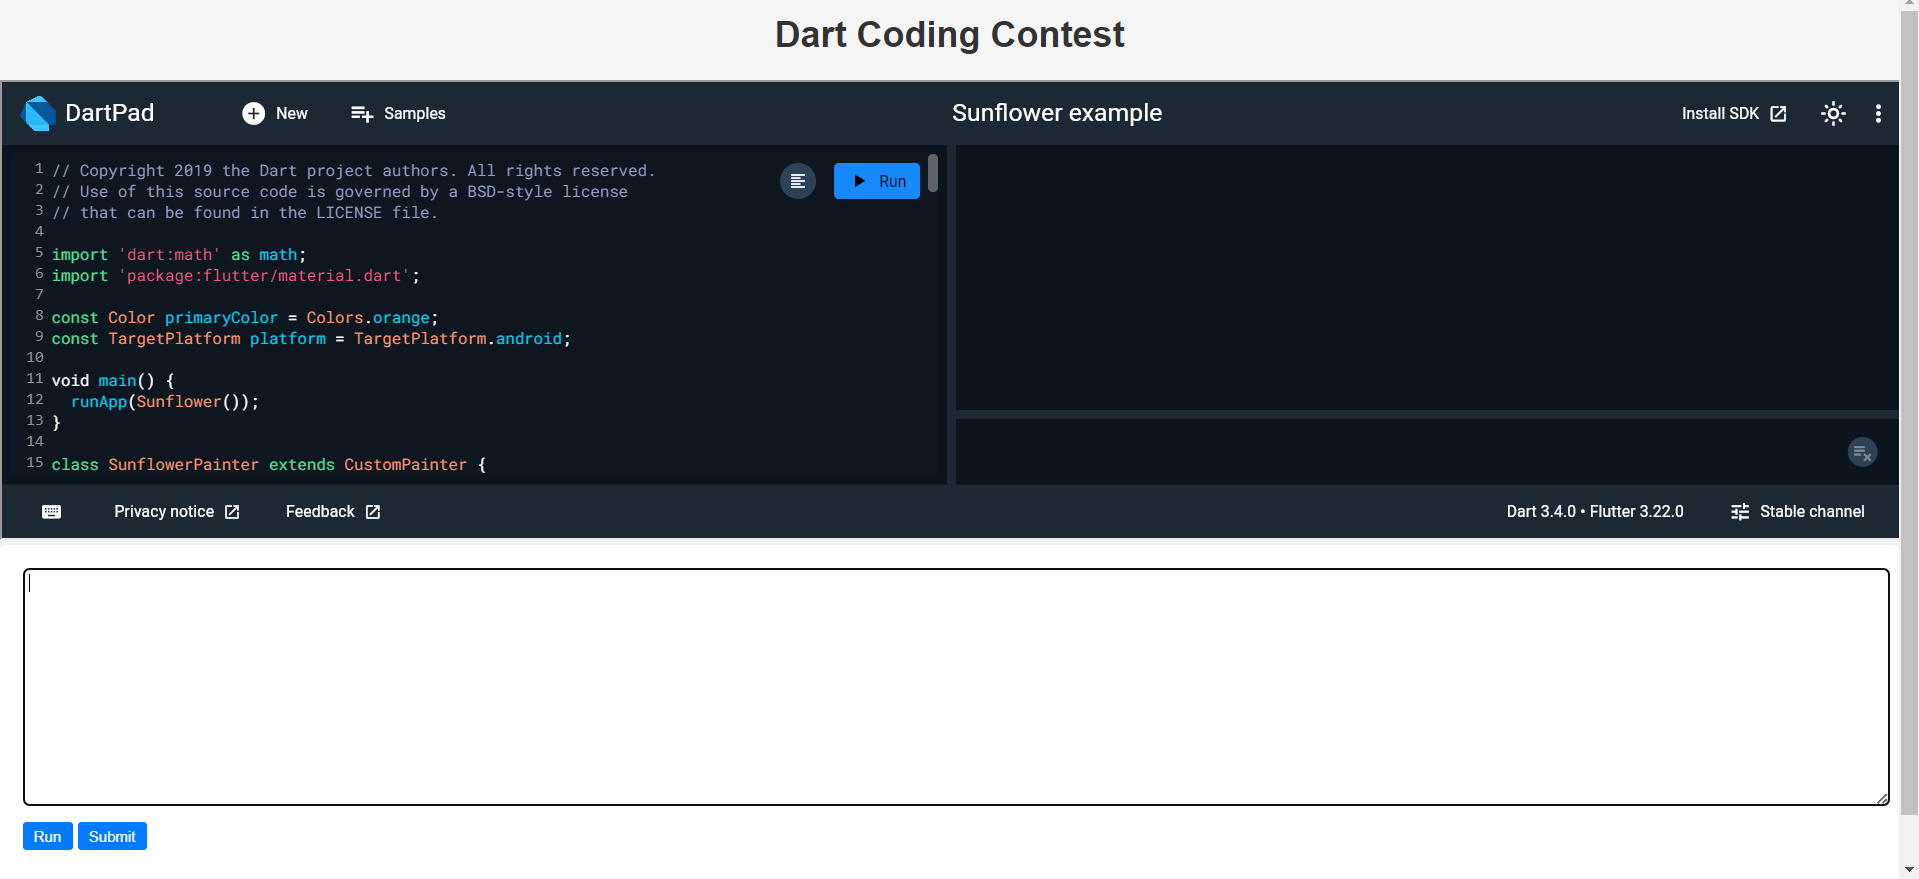 Dart Coding Contest
DartPad
New
Samples
Sunflower example
Install SDK
1 // Copyright 2019 the Dart project authors. All rights reserved.
2 // Use of this source code is governed by a BSD-style license
3 // that can be found in the LICENSE file.
4
5 import 'dart:math' as math;
6 import 'package:flutter/material.dart';
7
8 const Color primaryColor = Colors.orange;
9 const TargetPlatform platform = TargetPlatform.android;
10
11 void main() {
12   runApp(Sunflower());
13 }
14
15 class SunflowerPainter extends CustomPainter {
Run
Privacy notice
Feedback
Dart 3.4.0 • Flutter 3.22.0
Stable channel
Run
Submit